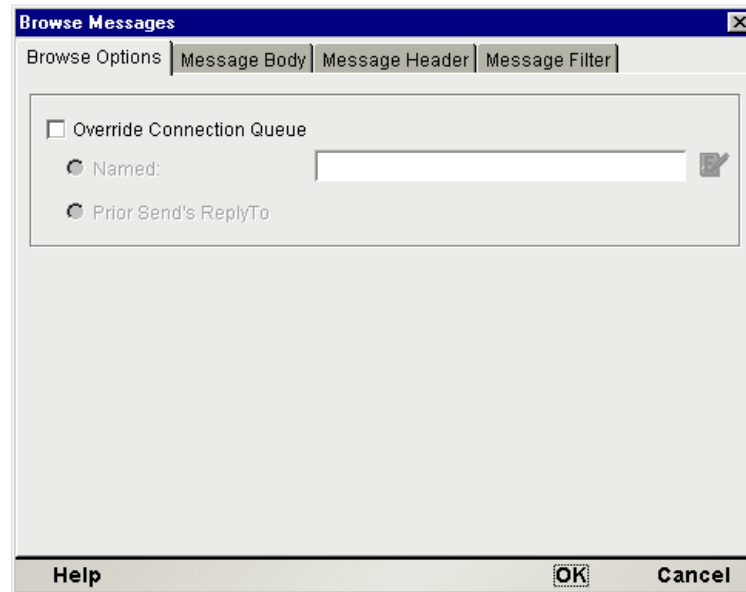 Browse Messages
Browse Options Message Body Message Header Message Filter
Override Connection Queue
Named:
Prior Send's ReplyTo
Help OK Cancel